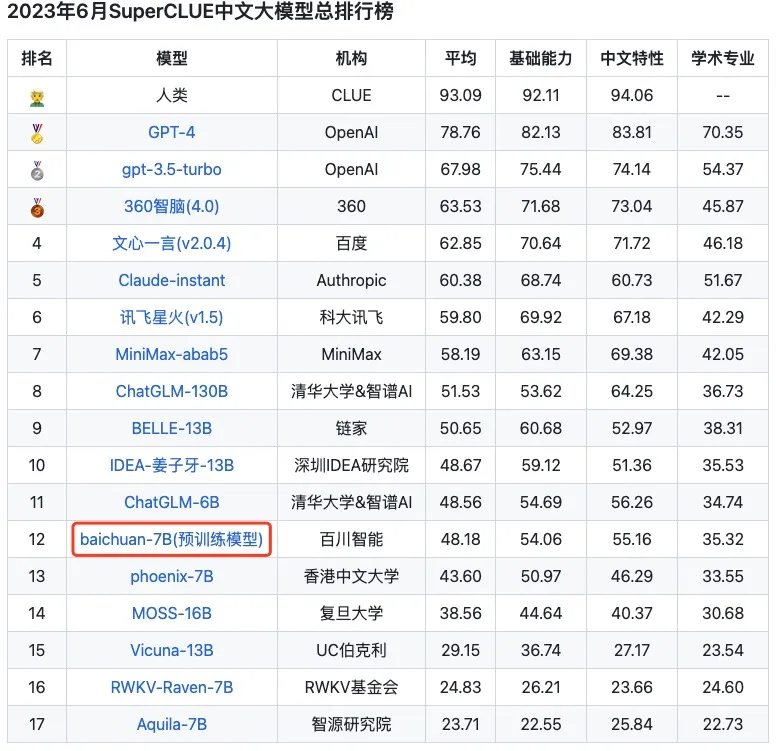 2023年6月SuperCLUE中文大模型总排行榜
排名 模型 机构 平均 基础能力 中文特性 学术专业
人类 CLUE 93.09 92.11 94.06 --
GPT-4 OpenAI 78.76 82.13 83.81 70.35
2 gpt-3.5-turbo OpenAI 67.98 75.44 74.14 54.37
3 360智脑(4.0) 360 63.53 71.68 73.04 45.87
4 文心一言(v2.0.4) 百度 62.85 70.64 71.72 46.18
5 Claude-instant Authropic 60.38 68.74 60.73 51.67
6 讯飞星火(v1.5) 科大讯飞 59.80 69.92 67.18 42.29
7 MiniMax-abab5 MiniMax 58.19 63.15 69.38 42.05
8 ChatGLM-130B 清华大学&智谱AI 51.53 53.62 64.25 36.73
9 BELLE-13B 链家 50.65 60.68 52.97 38.31
10 IDEA-姜子牙-13B 深圳IDEA研究院 48.67 59.12 51.36 35.53
11 ChatGLM-6B 清华大学&智谱AI 48.56 54.69 56.26 34.74
12 baichuan-7B(预训练模型) 百川智能 48.18 54.06 55.16 35.32
13 phoenix-7B 香港中文大学 43.60 50.97 46.29 33.55
14 MOSS-16B 复旦大学 38.56 44.64 40.37 30.68
15 Vicuna-13B UC伯克利 29.15 36.74 27.17 23.54
16 RWKV-Raven-7B RWKV基金会 24.83 26.21 23.66 24.60
17 Aquila-7B 智源研究院 23.71 22.55 25.84 22.73